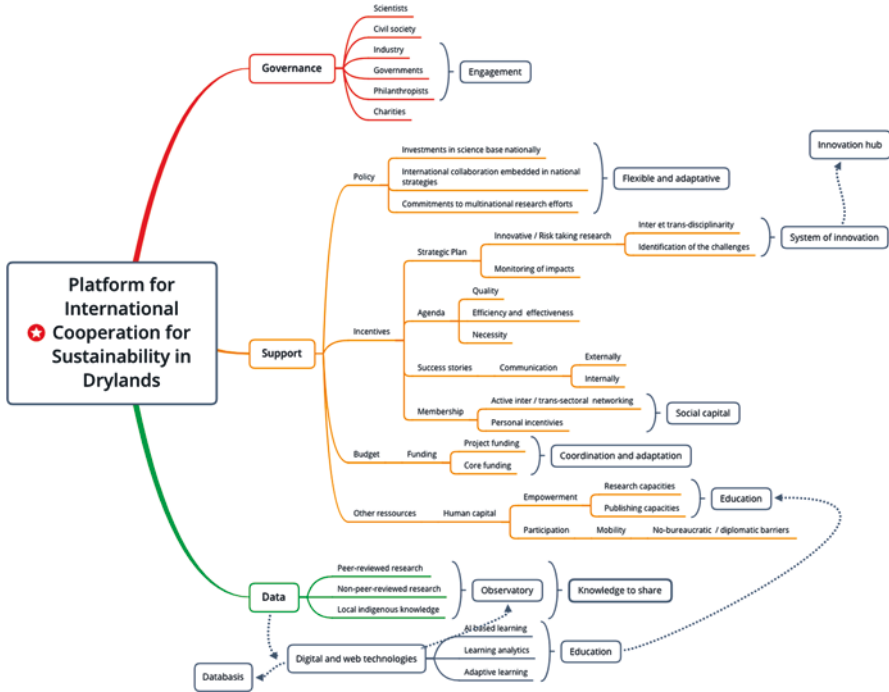 Platform for
International
Cooperation for
Sustainability in
Drylands
Governance
Scientists
Civil society
Industry
Governments
Philanthropists
Charities
Engagement
Support
Policy
Investments in science base nationally
International collaboration embedded in national
strategies
Commitments to multinational research efforts
Flexible and adaptative
Incentives
Strategic Plan
Innovative / Risk taking research
Inter et trans-disciplinarity
Identification of the challenges
System of innovation
Innovation hub
Monitoring of impacts
Agenda
Quality
Efficiency and effectiveness
Necessity
Success stories
Communication
Externally
Internally
Membership
Active inter / trans-sectoral networking
Personal incentivies
Social capital
Budget
Funding
Project funding
Core funding
Coordination and adaptation
Other ressources
Human capital
Empowerment
Research capacities
Publishing capacities
Education
Participation
Mobility
No-bureaucratic / diplomatic barriers
Data
Peer-reviewed research
Non-peer-reviewed research
Local indigenous knowledge
Observatory
Knowledge to share
Digital and web technologies
AI based learning
Learning analytics
Adaptive learning
Education
Databasis